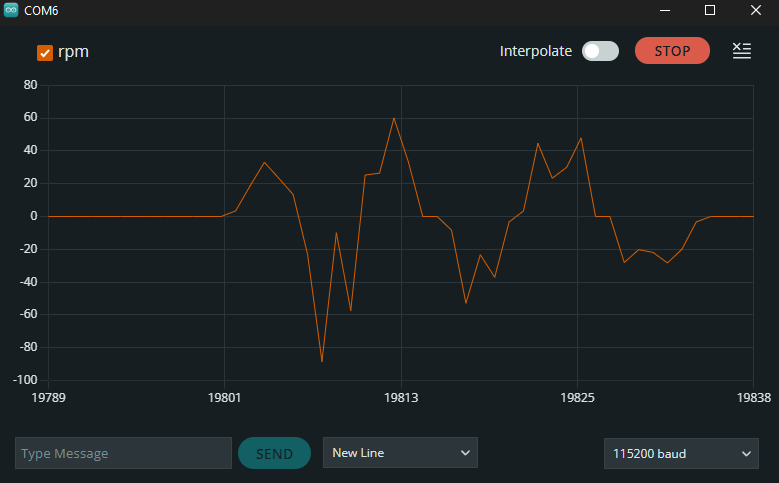 COM6
rpm
Interpolate
STOP
80
60
40
20
0
-20
-40
-60
-80
-100
19789 19801 19813 19825 19838
Type Message
SEND
New Line
115200 baud